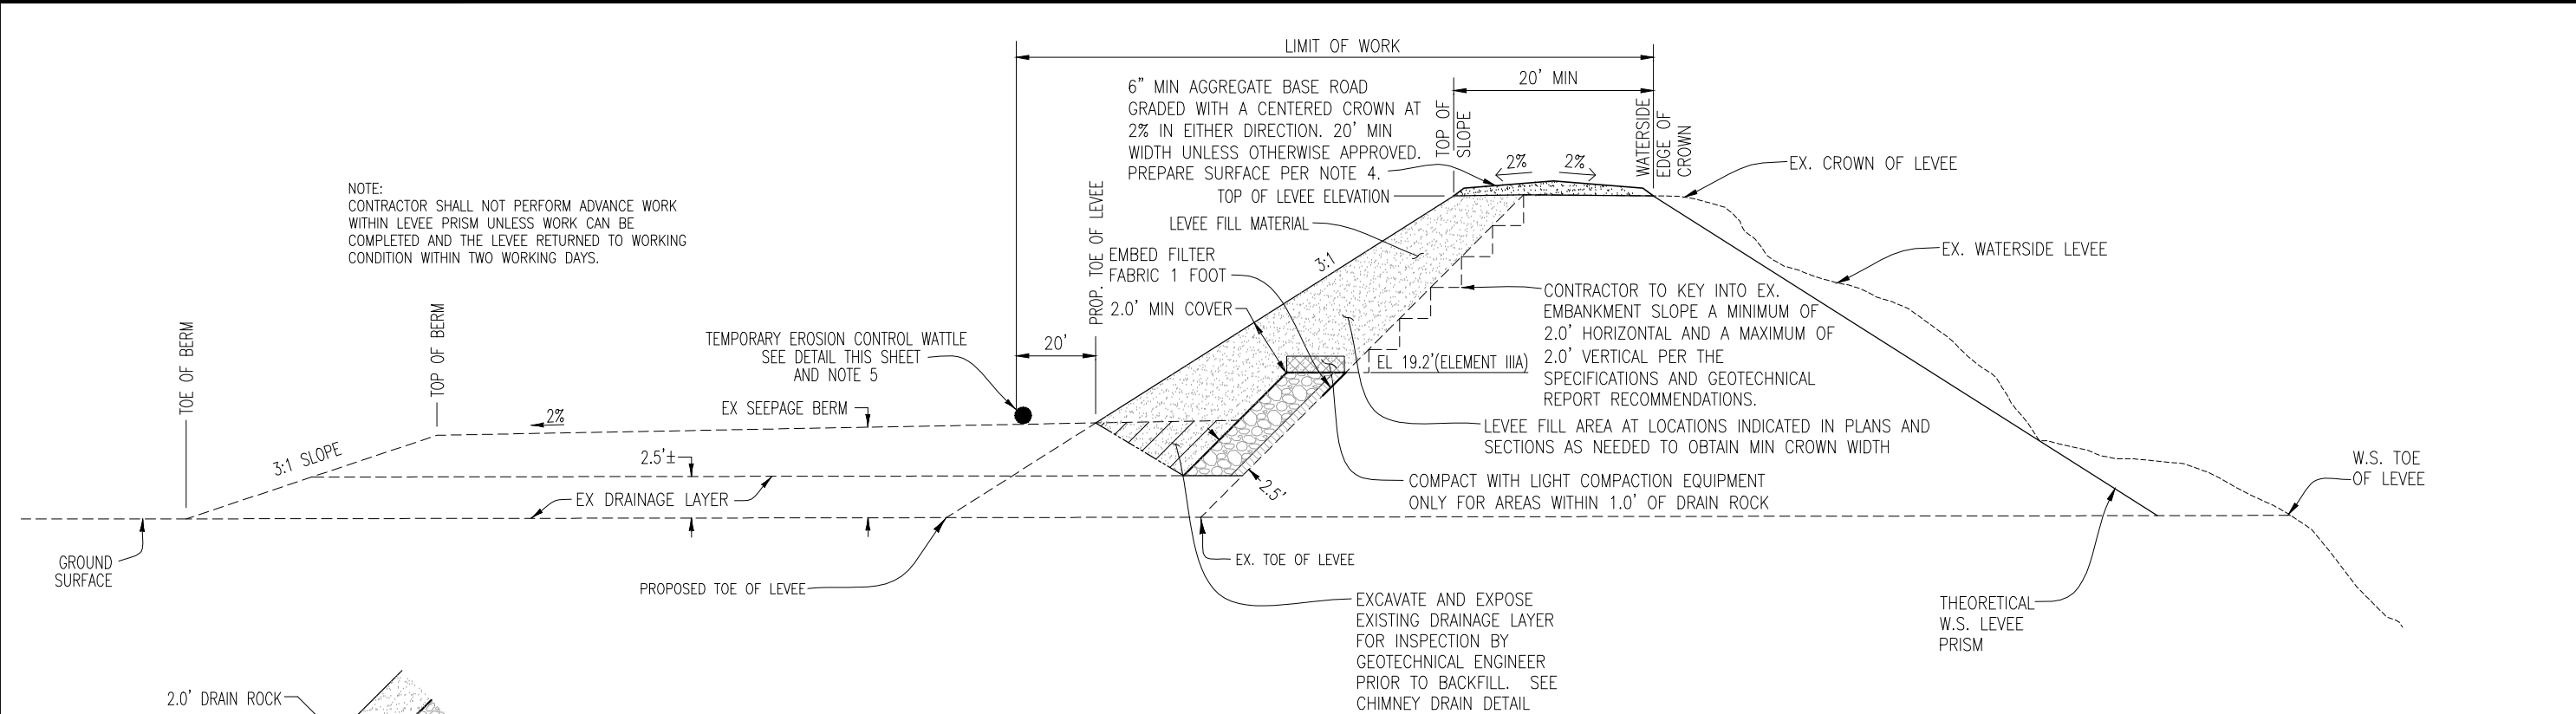 LIMIT OF WORK
20' MIN
6" MIN AGGREGATE BASE ROAD
GRADED WITH A CENTERED CROWN AT
2% IN EITHER DIRECTION. 20' MIN
WIDTH UNLESS OTHERWISE APPROVED.
PREPARE SURFACE PER NOTE 4.
TOP OF
SLOPE
WATERSIDE
EDGE OF
CROWN
2%
2%
EX. CROWN OF LEVEE
TOP OF LEVEE ELEVATION
LEVEE FILL MATERIAL
PROP. TOE OF LEVEE
NOTE:
CONTRACTOR SHALL NOT PERFORM ADVANCE WORK
WITHIN LEVEE PRISM UNLESS WORK CAN BE
COMPLETED AND THE LEVEE RETURNED TO WORKING
CONDITION WITHIN TWO WORKING DAYS.
EMBED FILTER
FABRIC 1 FOOT
3:1
2.0' MIN COVER
EX. WATERSIDE LEVEE
CONTRACTOR TO KEY INTO EX.
EMBANKMENT SLOPE A MINIMUM OF
2.0' HORIZONTAL AND A MAXIMUM OF
2.0' VERTICAL PER THE
SPECIFICATIONS AND GEOTECHNICAL
REPORT RECOMMENDATIONS.
EL 19.2'(ELEMENT IIIA)
TOE OF BERM
TOP OF BERM
TEMPORARY EROSION CONTROL WATTLE
SEE DETAIL THIS SHEET
AND NOTE 5
20'
2%
EX SEEPAGE BERM
LEVEE FILL AREA AT LOCATIONS INDICATED IN PLANS AND
SECTIONS AS NEEDED TO OBTAIN MIN CROWN WIDTH
3:1 SLOPE
2.5'±
EX DRAINAGE LAYER
2.5'
COMPACT WITH LIGHT COMPACTION EQUIPMENT
ONLY FOR AREAS WITHIN 1.0' OF DRAIN ROCK
W.S. TOE
OF LEVEE
GROUND
SURFACE
EX. TOE OF LEVEE
PROPOSED TOE OF LEVEE
EXCAVATE AND EXPOSE
EXISTING DRAINAGE LAYER
FOR INSPECTION BY
GEOTECHNICAL ENGINEER
PRIOR TO BACKFILL. SEE
CHIMNEY DRAIN DETAIL
THEORETICAL
W.S. LEVEE
PRISM
2.0' DRAIN ROCK